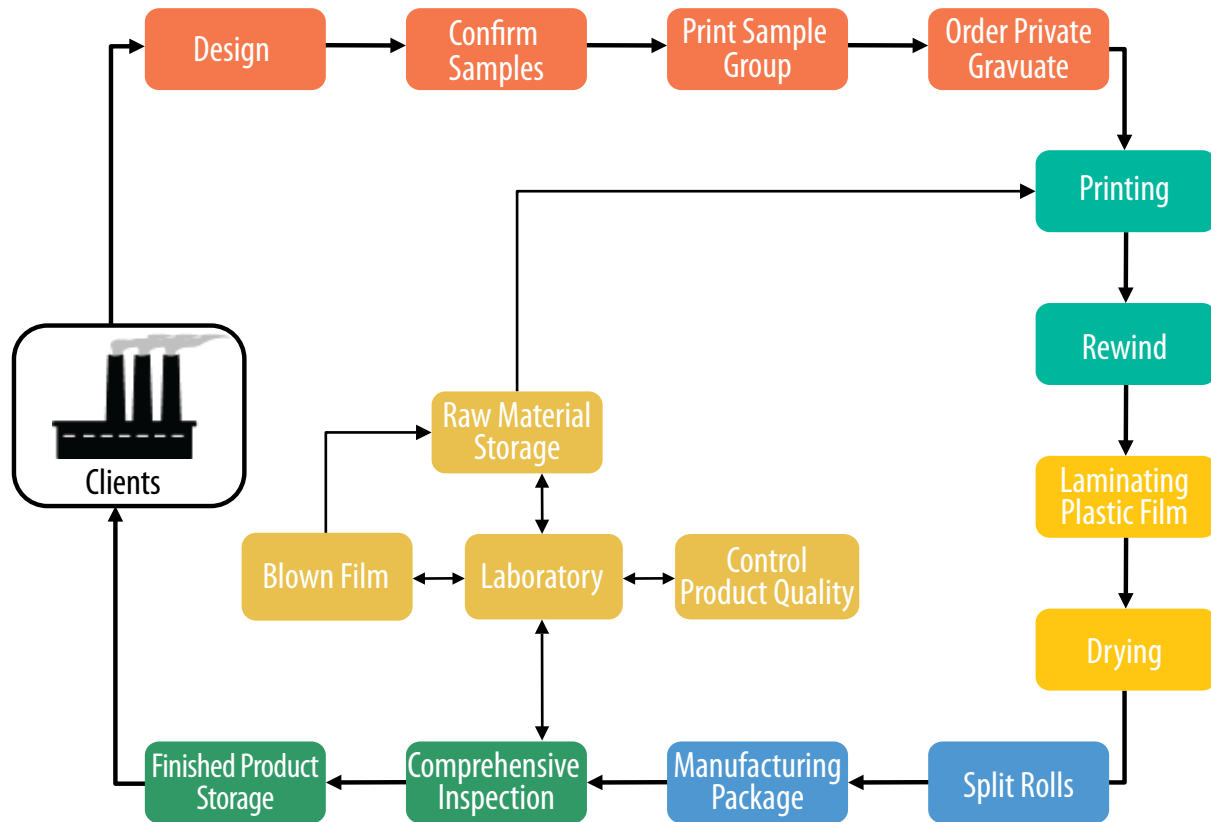 Design
Confirm
Samples
Print Sample
Group
Order Private
Gravuate
Printing
Rewind
Raw Material
Storage
Clients
Laminating
Plastic Film
Blown Film
Laboratory
Control
Product Quality
Drying
Finished Product
Storage
Comprehensive
Inspection
Manufacturing
Package
Split Rolls